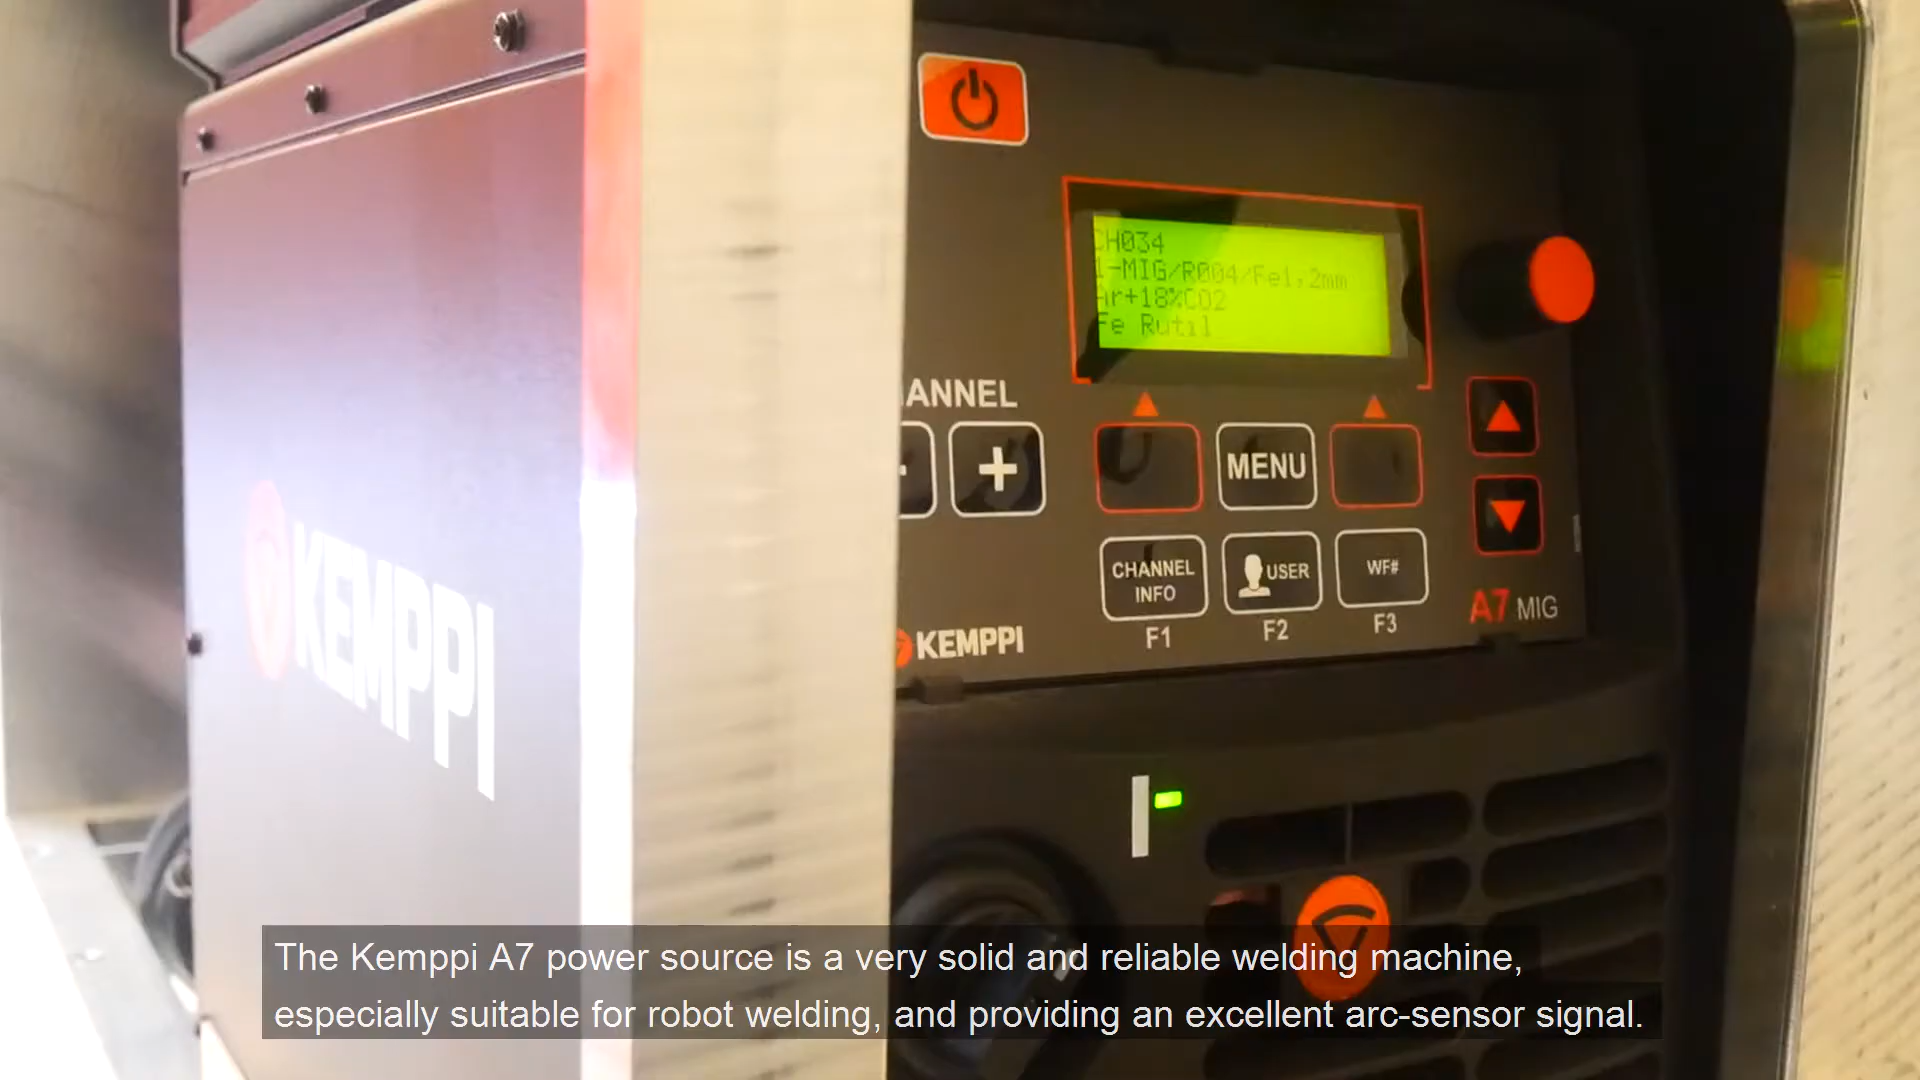 CH034
1-MIG/R004/Fe1,2mm
Ar+18%CO2
Fe Rutil
ANNEL
+
MENU
CHANNEL
INFO
USER
WF#
F1
F2
F3
A7 MIG
KEMPPI
KEMPPI
The Kemppi A7 power source is a very solid and reliable welding machine,
especially suitable for robot welding, and providing an excellent arc-sensor signal.